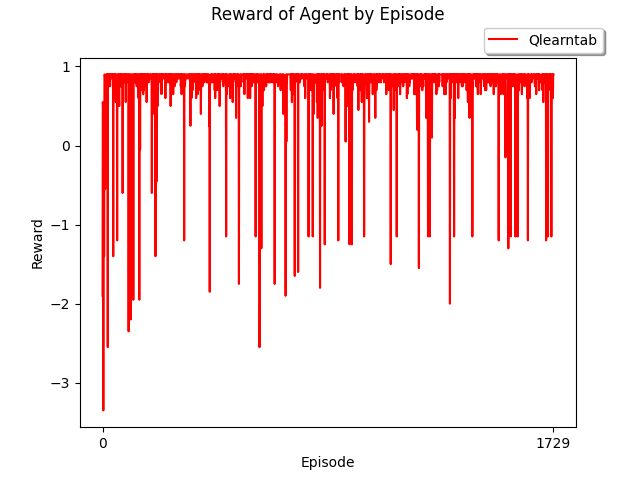 Reward of Agent by Episode
Qlearntab
1
0
−1
−2
−3
Reward
0
1729
Episode